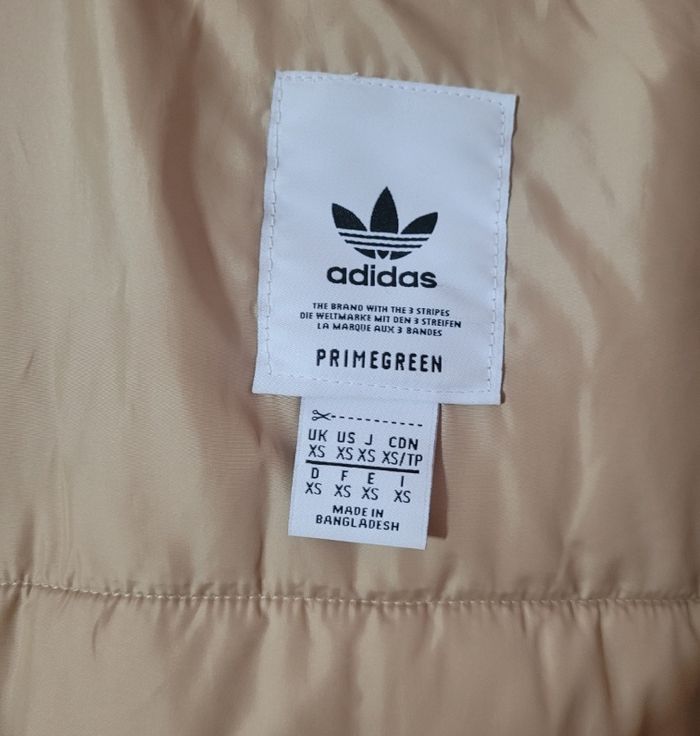 adidas
THE BRAND WITH THE 3 STRIPES
DIE WELTMARKE MIT DEN 3 STREIFEN
LA MARQUE AUX 3 BANDES
PRIMEGREEN
UK US J CDN
XS XS XS XS/TP
D F E I
XS XS XS XS
MADE IN
BANGLADESH